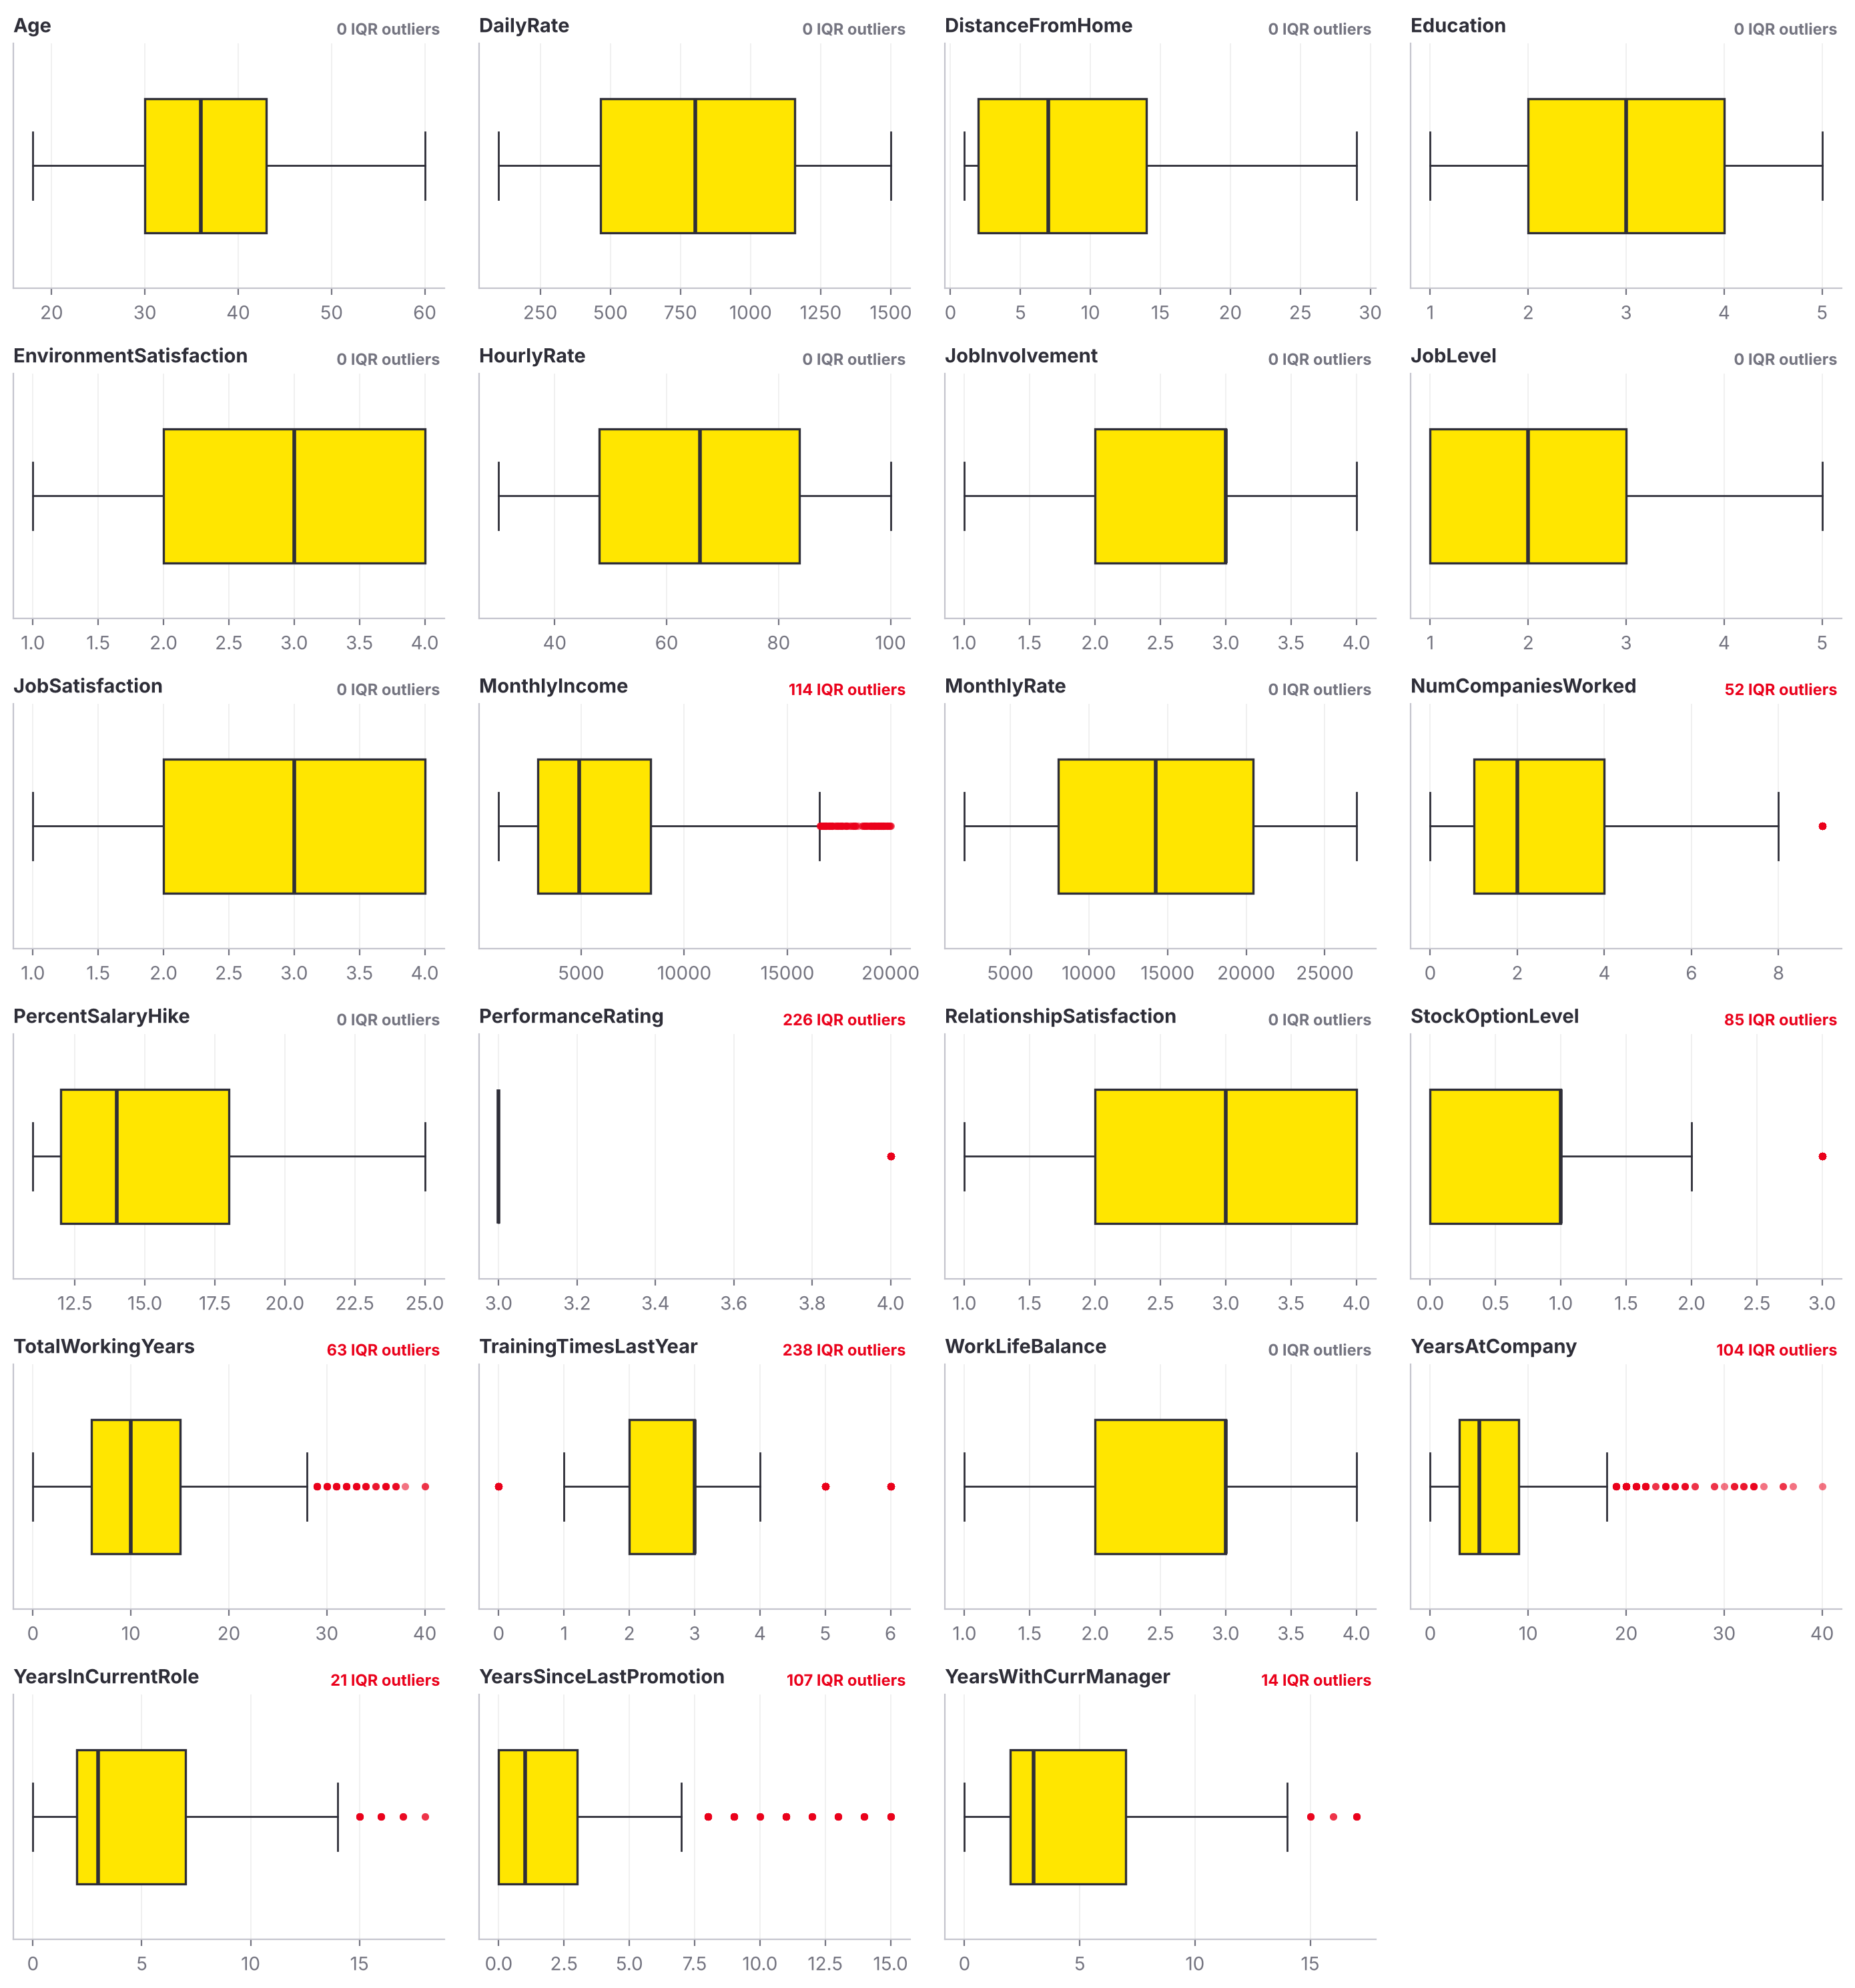 Age 0 IQR outliers DailyRate 0 IQR outliers DistanceFromHome 0 IQR outliers Education 0 IQR outliers
20 30 40 50 60 250 500 750 1000 1250 1500 0 5 10 15 20 25 30 1 2 3 4 5
EnvironmentSatisfaction 0 IQR outliers HourlyRate 0 IQR outliers JobInvolvement 0 IQR outliers JobLevel 0 IQR outliers
1.0 1.5 2.0 2.5 3.0 3.5 4.0 40 60 80 100 1.0 1.5 2.0 2.5 3.0 3.5 4.0 1 2 3 4 5
JobSatisfaction 0 IQR outliers MonthlyIncome 114 IQR outliers MonthlyRate 0 IQR outliers NumCompaniesWorked 52 IQR outliers
1.0 1.5 2.0 2.5 3.0 3.5 4.0 5000 10000 15000 20000 5000 10000 15000 20000 25000 0 2 4 6 8
PercentSalaryHike 0 IQR outliers PerformanceRating 226 IQR outliers RelationshipSatisfaction 0 IQR outliers StockOptionLevel 85 IQR outliers
12.5 15.0 17.5 20.0 22.5 25.0 3.0 3.2 3.4 3.6 3.8 4.0 1.0 1.5 2.0 2.5 3.0 3.5 4.0 0.0 0.5 1.0 1.5 2.0 2.5 3.0
TotalWorkingYears 63 IQR outliers TrainingTimesLastYear 238 IQR outliers WorkLifeBalance 0 IQR outliers YearsAtCompany 104 IQR outliers
0 10 20 30 40 0 1 2 3 4 5 6 1.0 1.5 2.0 2.5 3.0 3.5 4.0 0 10 20 30 40
YearsInCurrentRole 21 IQR outliers YearsSinceLastPromotion 107 IQR outliers YearsWithCurrManager 14 IQR outliers
0 5 10 15 0.0 2.5 5.0 7.5 10.0 12.5 15.0 0 5 10 15